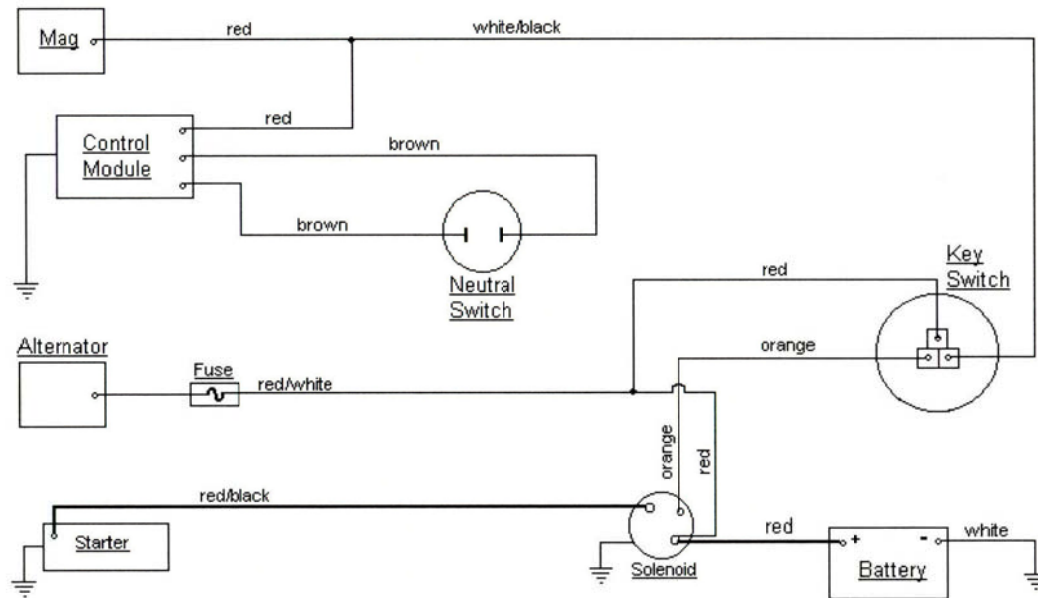 red
white/black
Mag
red
Control
Module
brown
brown
Neutral
Switch
Key
Switch
red
orange
Alternator
Fuse
red/white
orange
red
red/black
Starter
Solenoid
red
+ -
white
Battery